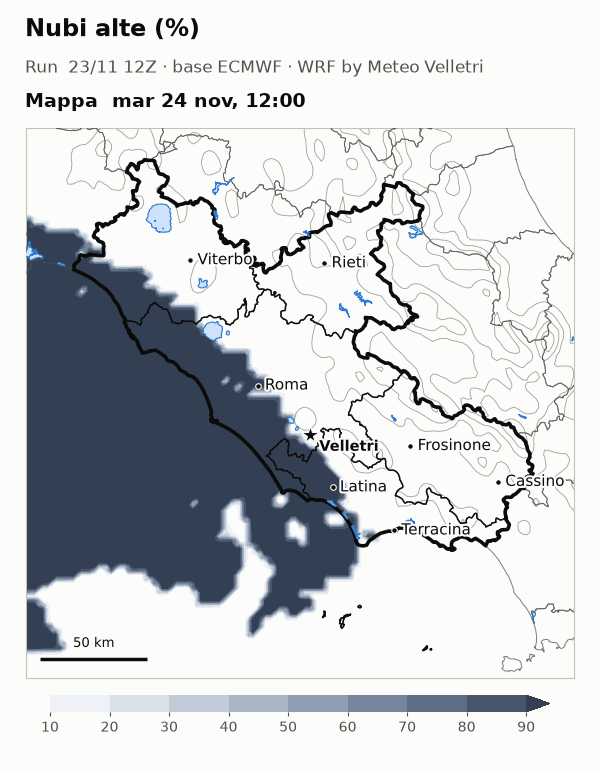 Nubi alte (%)
Run  23/11 12Z · base ECMWF · WRF by Meteo Velletri
Mappa  mar 24 nov, 12:00
Viterbo
Rieti
Roma
Velletri
Frosinone
Cassino
Latina
Terracina
50 km
10 20 30 40 50 60 70 80 90